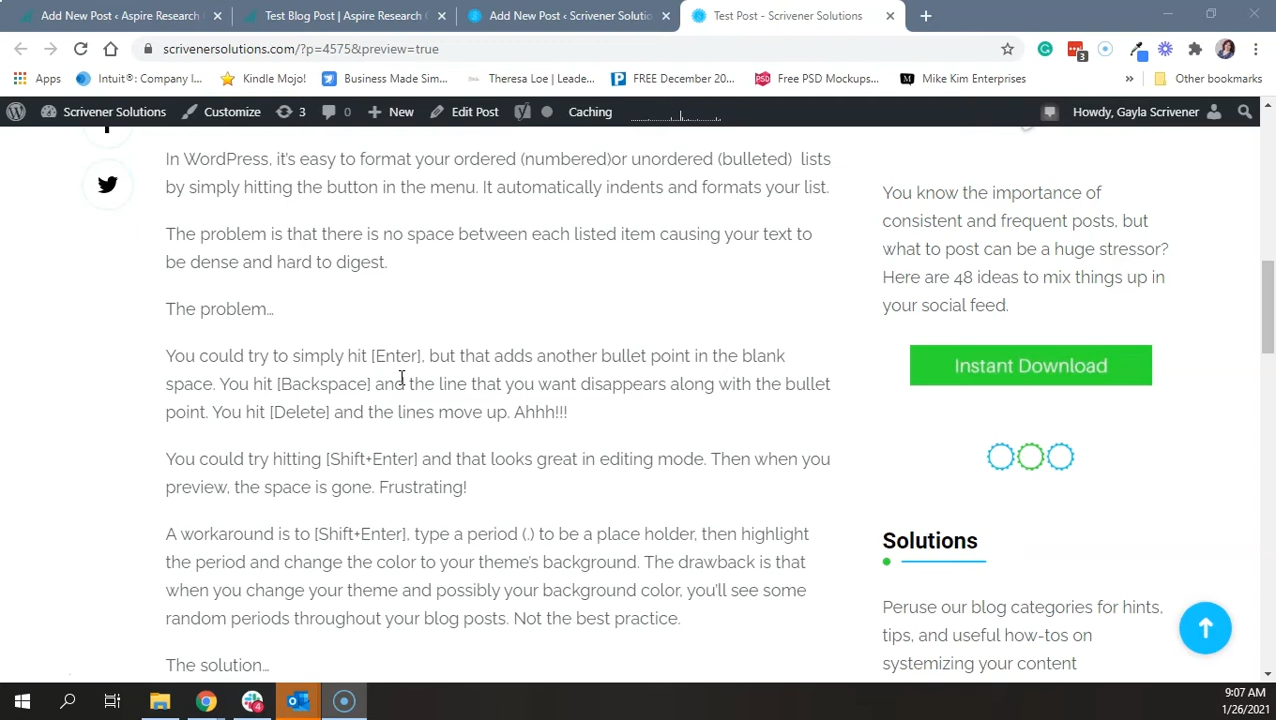 Add New Post ‹ Aspire Research
Test Blog Post | Aspire Research
Add New Post ‹ Scrivener Solutio
Test Post - Scrivener Solutions
scrivenersolutions.com/?p=4575&preview=true
3
Apps
Intuit®: Company I...
Kindle Mojo!
Business Made Sim...
Theresa Loe | Leade...
FREE December 20...
Free PSD Mockups...
Mike Kim Enterprises
»
Other bookmarks
Scrivener Solutions
Customize
3
0
New
Edit Post
Caching
Howdy, Gayla Scrivener
In WordPress, it's easy to format your ordered (numbered)or unordered (bulleted)  lists
by simply hitting the button in the menu. It automatically indents and formats your list.
The problem is that there is no space between each listed item causing your text to
be dense and hard to digest.
The problem…
You could try to simply hit [Enter], but that adds another bullet point in the blank
space. You hit [Backspace] and the line that you want disappears along with the bullet
point. You hit [Delete] and the lines move up. Ahhh!!!
You could try hitting [Shift+Enter] and that looks great in editing mode. Then when you
preview, the space is gone. Frustrating!
A workaround is to [Shift+Enter], type a period (.) to be a place holder, then highlight
the period and change the color to your theme's background. The drawback is that
when you change your theme and possibly your background color, you'll see some
random periods throughout your blog posts. Not the best practice.
The solution…
You know the importance of
consistent and frequent posts, but
what to post can be a huge stressor?
Here are 48 ideas to mix things up in
your social feed.
Instant Download
Solutions
Peruse our blog categories for hints,
tips, and useful how-tos on
systemizing your content
9:07 AM
1/26/2021